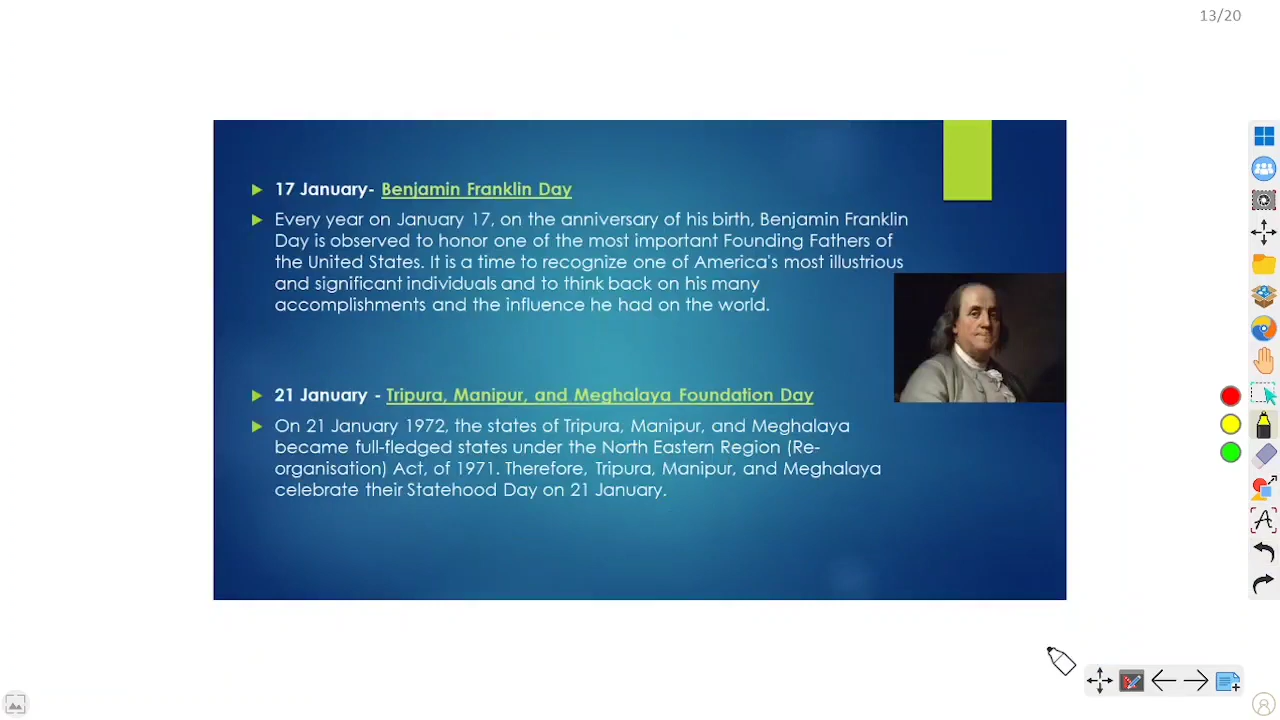 13/20
17 January- Benjamin Franklin Day
Every year on January 17, on the anniversary of his birth, Benjamin Franklin
Day is observed to honor one of the most important Founding Fathers of
the United States. It is a time to recognize one of America's most illustrious
and significant individuals and to think back on his many
accomplishments and the influence he had on the world.
21 January - Tripura, Manipur, and Meghalaya Foundation Day
On 21 January 1972, the states of Tripura, Manipur, and Meghalaya
became full-fledged states under the North Eastern Region (Re-
organisation) Act, of 1971. Therefore, Tripura, Manipur, and Meghalaya
celebrate their Statehood Day on 21 January.